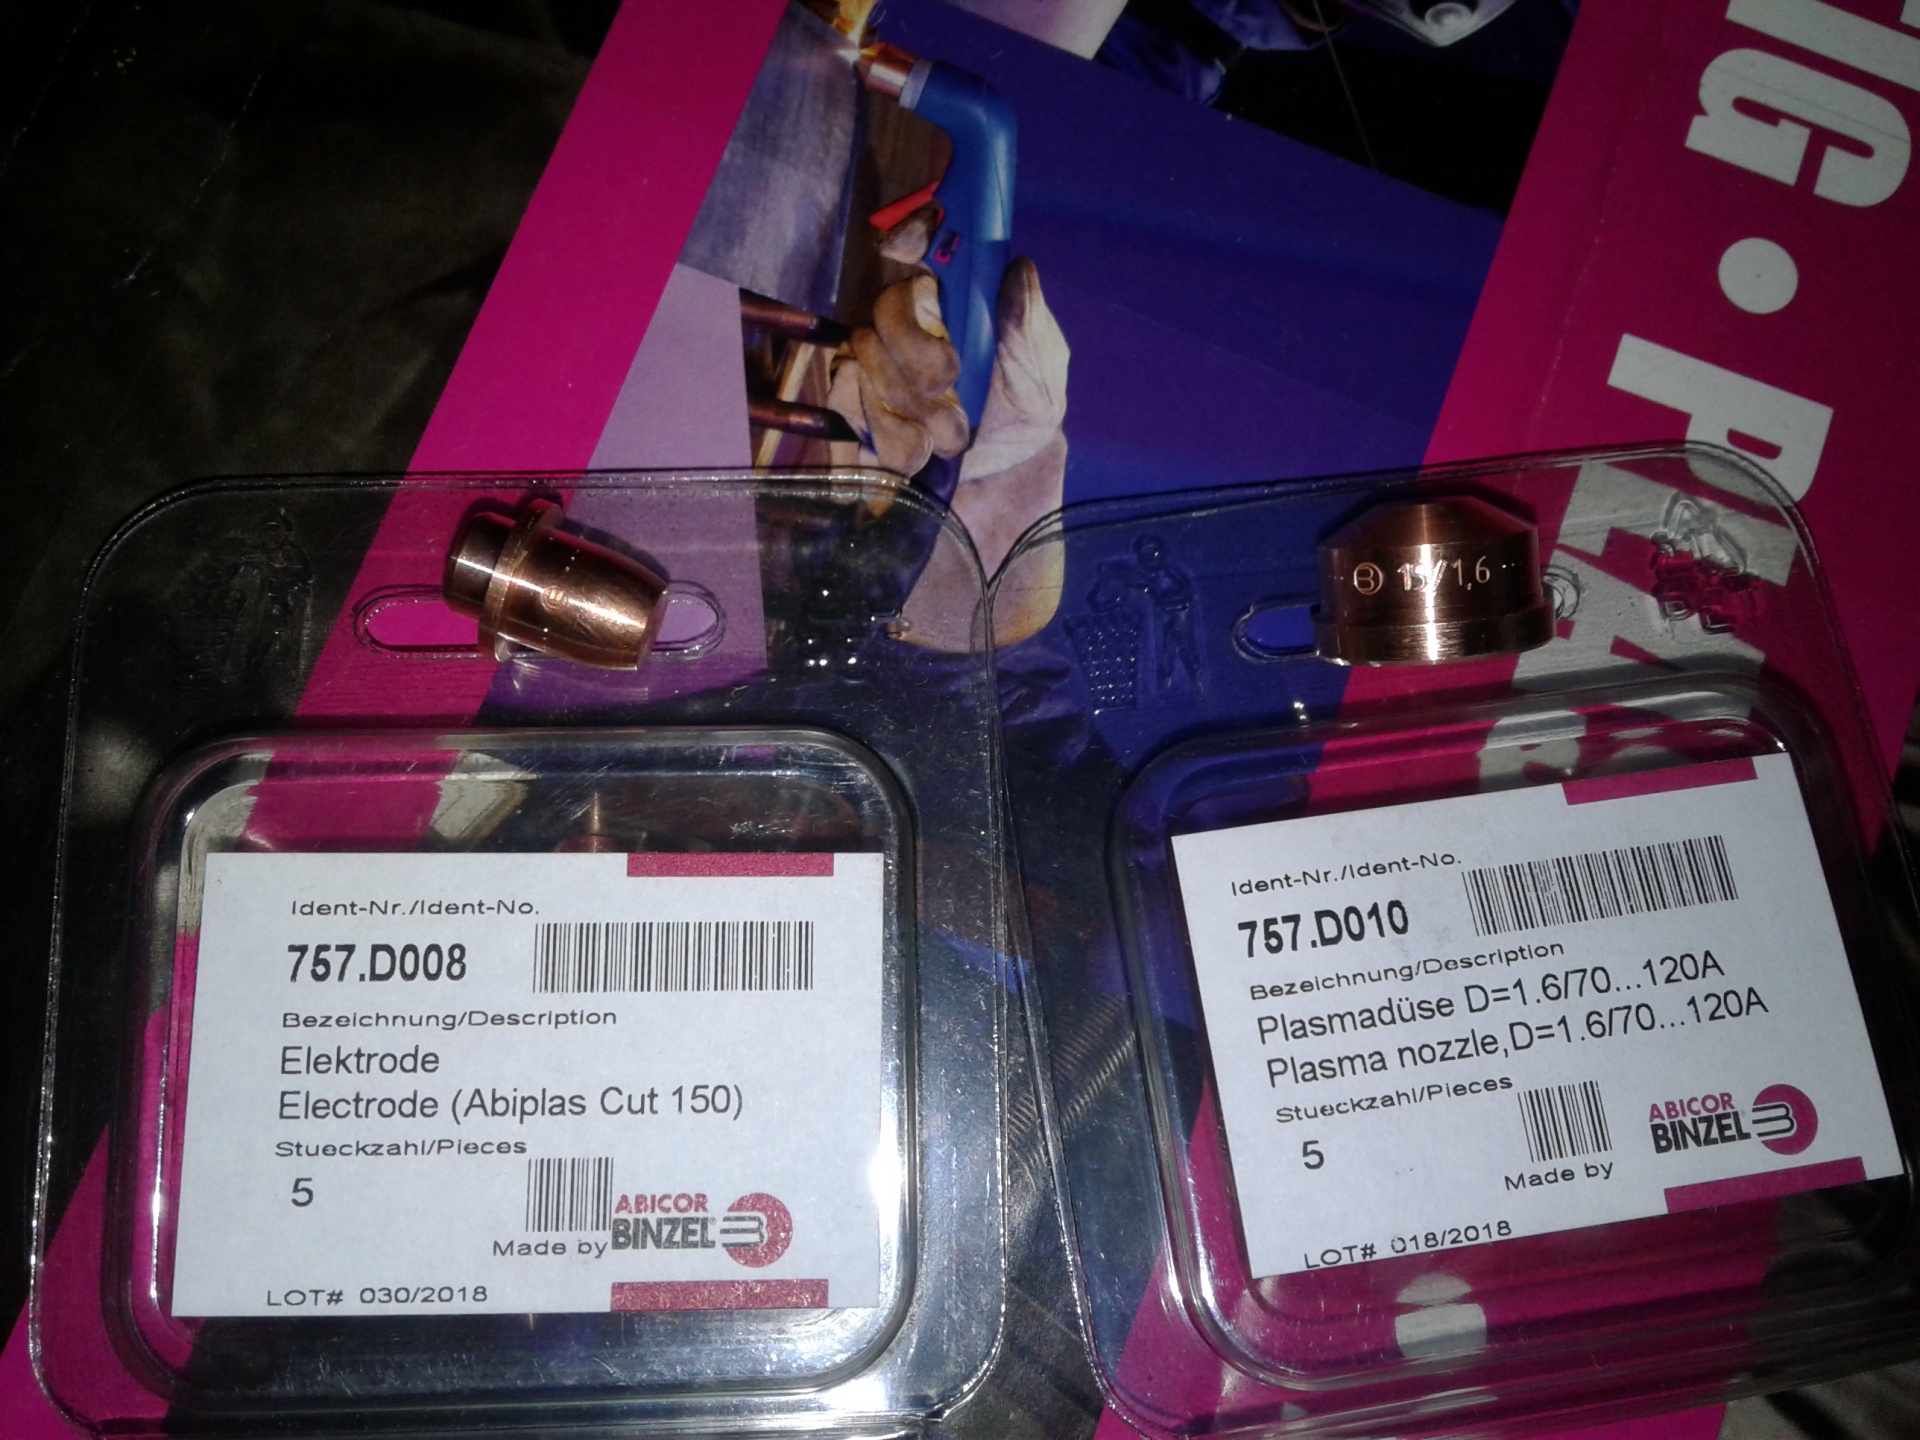 IG • PLA
15/1,6
Ident-Nr./Ident-No.
757.D008
Bezeichnung/Description
Elektrode
Electrode (Abiplas Cut 150)
Stueckzahl/Pieces
5
Made by
ABICOR
BINZEL
LOT# 030/2018
Ident-Nr./Ident-No.
757.D010
Bezeichnung/Description
Plasmadüse D=1.6/70...120A
Plasma nozzle,D=1.6/70...120A
Stueckzahl/Pieces
5
Made by
ABICOR
BINZEL
LOT# 018/2018